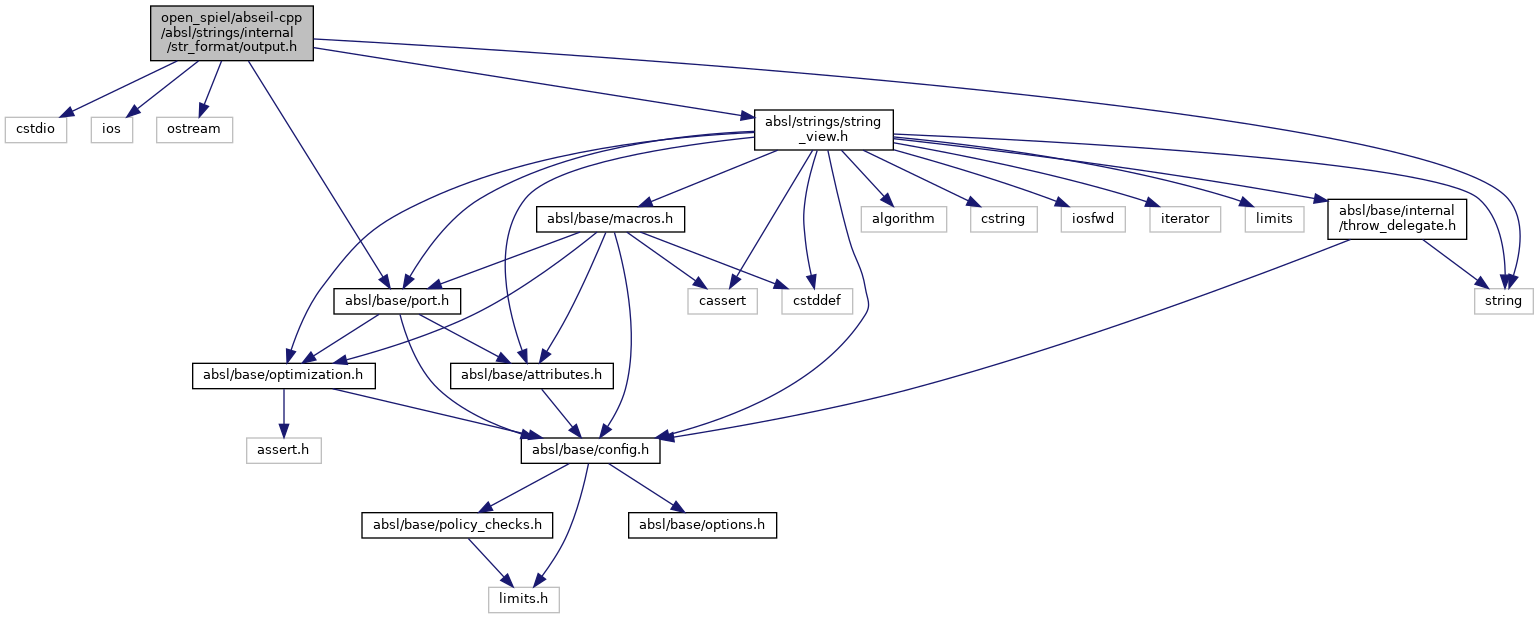 open_spiel/abseil-cpp
/absl/strings/internal
/str_format/output.h
cstdio
ios
ostream
absl/strings/string
_view.h
absl/base/macros.h
algorithm
cstring
iosfwd
iterator
limits
absl/base/internal
/throw_delegate.h
absl/base/port.h
cassert
cstddef
string
absl/base/optimization.h
absl/base/attributes.h
assert.h
absl/base/config.h
absl/base/policy_checks.h
absl/base/options.h
limits.h